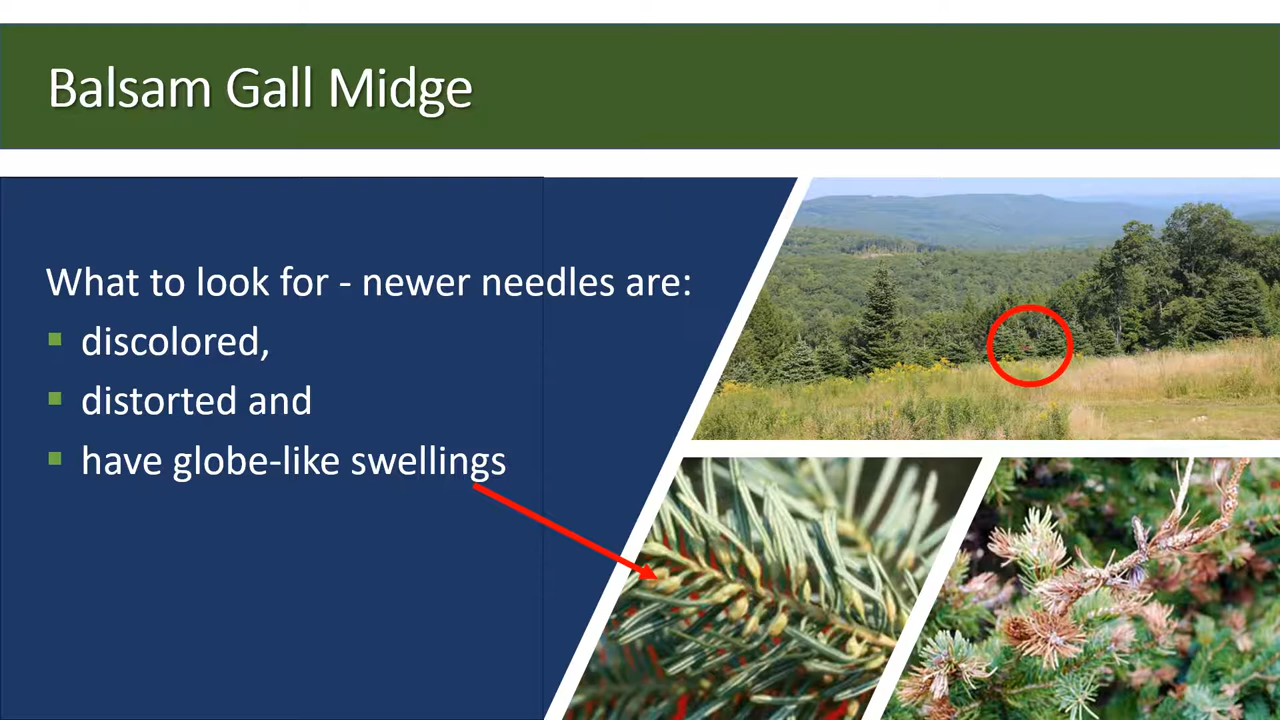 Balsam Gall Midge
What to look for - newer needles are:
discolored,
distorted and
have globe-like swellings